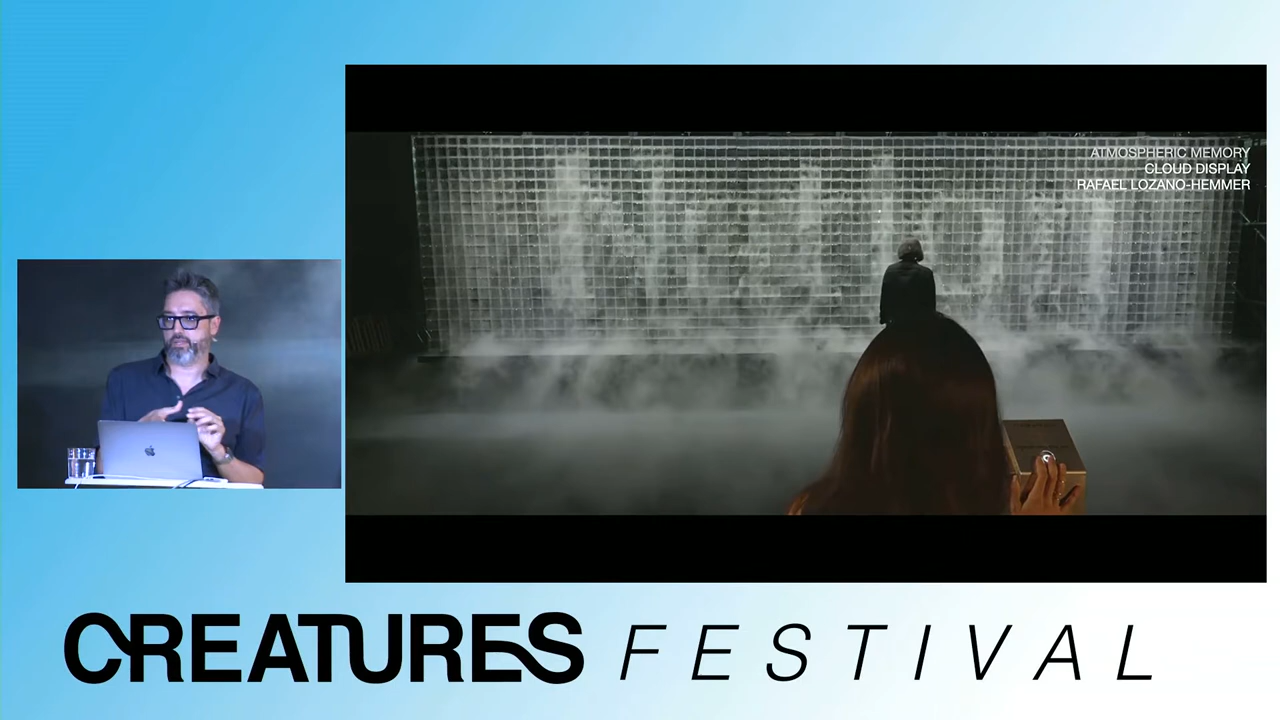 ATMOSPHERIC MEMORY
CLOUD DISPLAY
RAFAEL LOZANO-HEMMER
CREATURES FESTIVAL